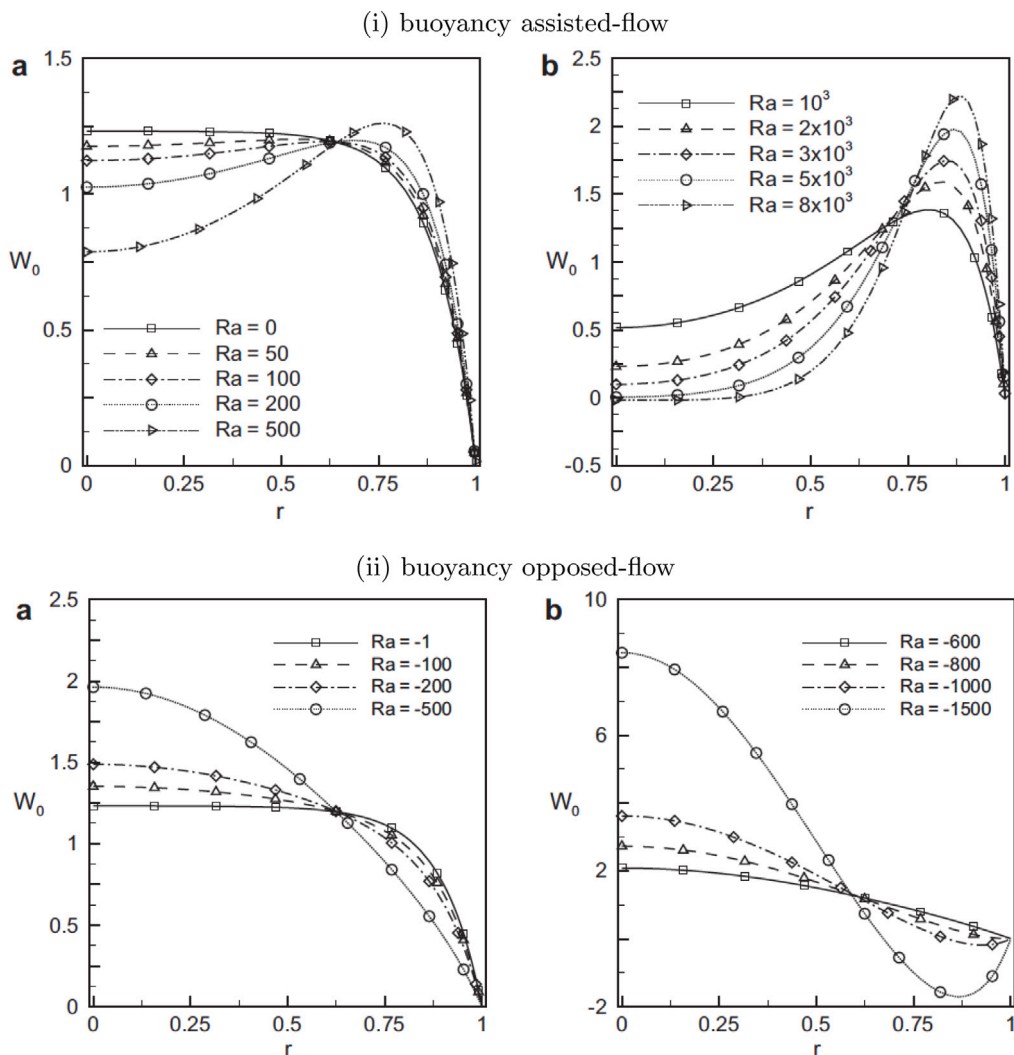 (i) buoyancy assisted-flow
a
1.5
1
W₀
0.5
0
Ra = 0
Ra = 50
Ra = 100
Ra = 200
Ra = 500
0 0.25 0.5 0.75 1
r
b
2.5
2
1.5
W₀
1
0.5
0
-0.5
Ra = 10³
Ra = 2x10³
Ra = 3x10³
Ra = 5x10³
Ra = 8x10³
0 0.25 0.5 0.75 1
r
(ii) buoyancy opposed-flow
a
2.5
2
1.5
W₀
1
0.5
0
Ra = -1
Ra = -100
Ra = -200
Ra = -500
0 0.25 0.5 0.75 1
r
b
10
6
W₀
2
-2
Ra = -600
Ra = -800
Ra = -1000
Ra = -1500
0 0.25 0.5 0.75 1
r